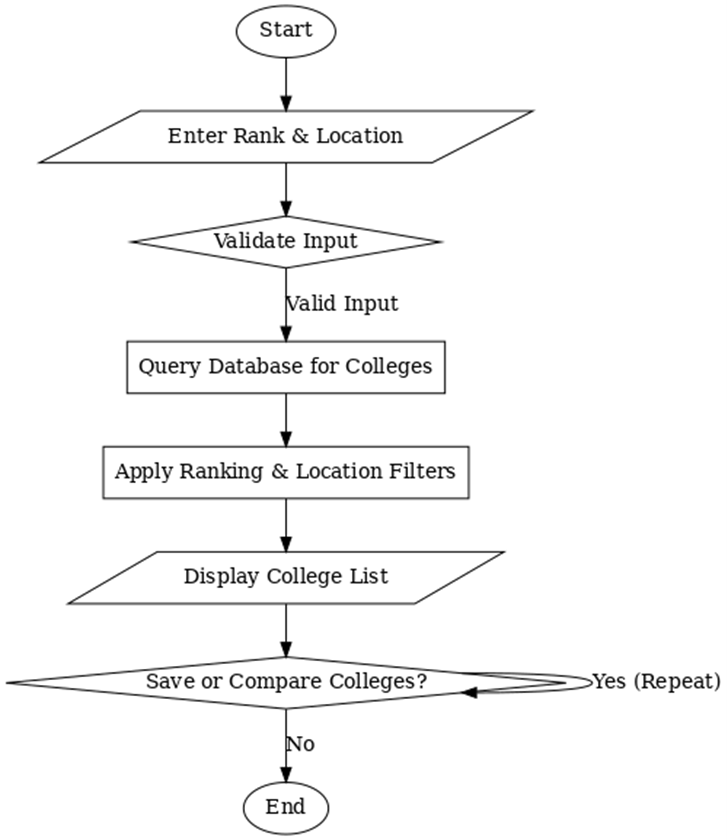 Start
Enter Rank & Location
Validate Input
Valid Input
Query Database for Colleges
Apply Ranking & Location Filters
Display College List
Save or Compare Colleges?
Yes (Repeat)
No
End